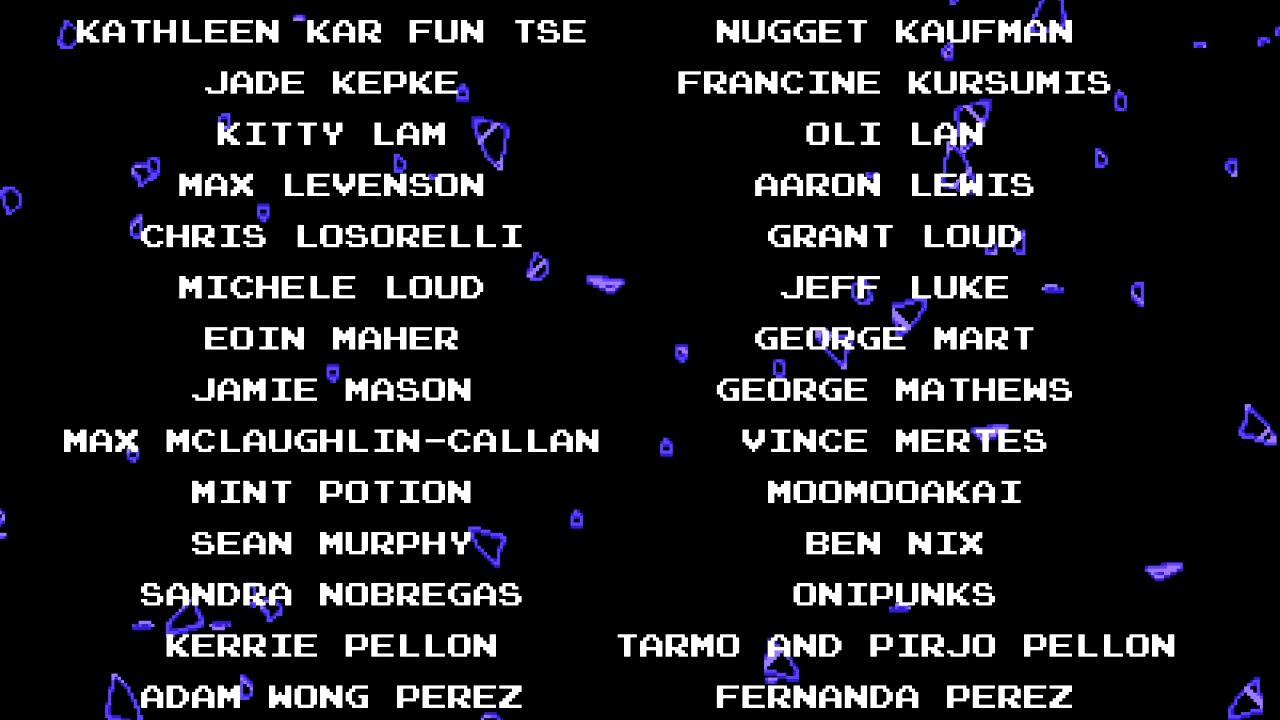 KATHLEEN KAR FUN TSE NUGGET KAUFMAN
JADE KEPKE FRANCINE KURSUMIS
KITTY LAM OLI LAN
MAX LEVENSON AARON LEWIS
CHRIS LOSORELLI GRANT LOUD
MICHELE LOUD JEFF LUKE
EOIN MAHER GEORGE MART
JAMIE MASON GEORGE MATHEWS
MAX MCLAUGHLIN-CALLAN VINCE MERTES
MINT POTION MOOMOOAKAI
SEAN MURPHY BEN NIX
SANDRA NOBREGAS ONIPUNKS
KERRIE PELLON TARMO AND PIRJO PELLON
ADAM WONG PEREZ FERNANDA PEREZ